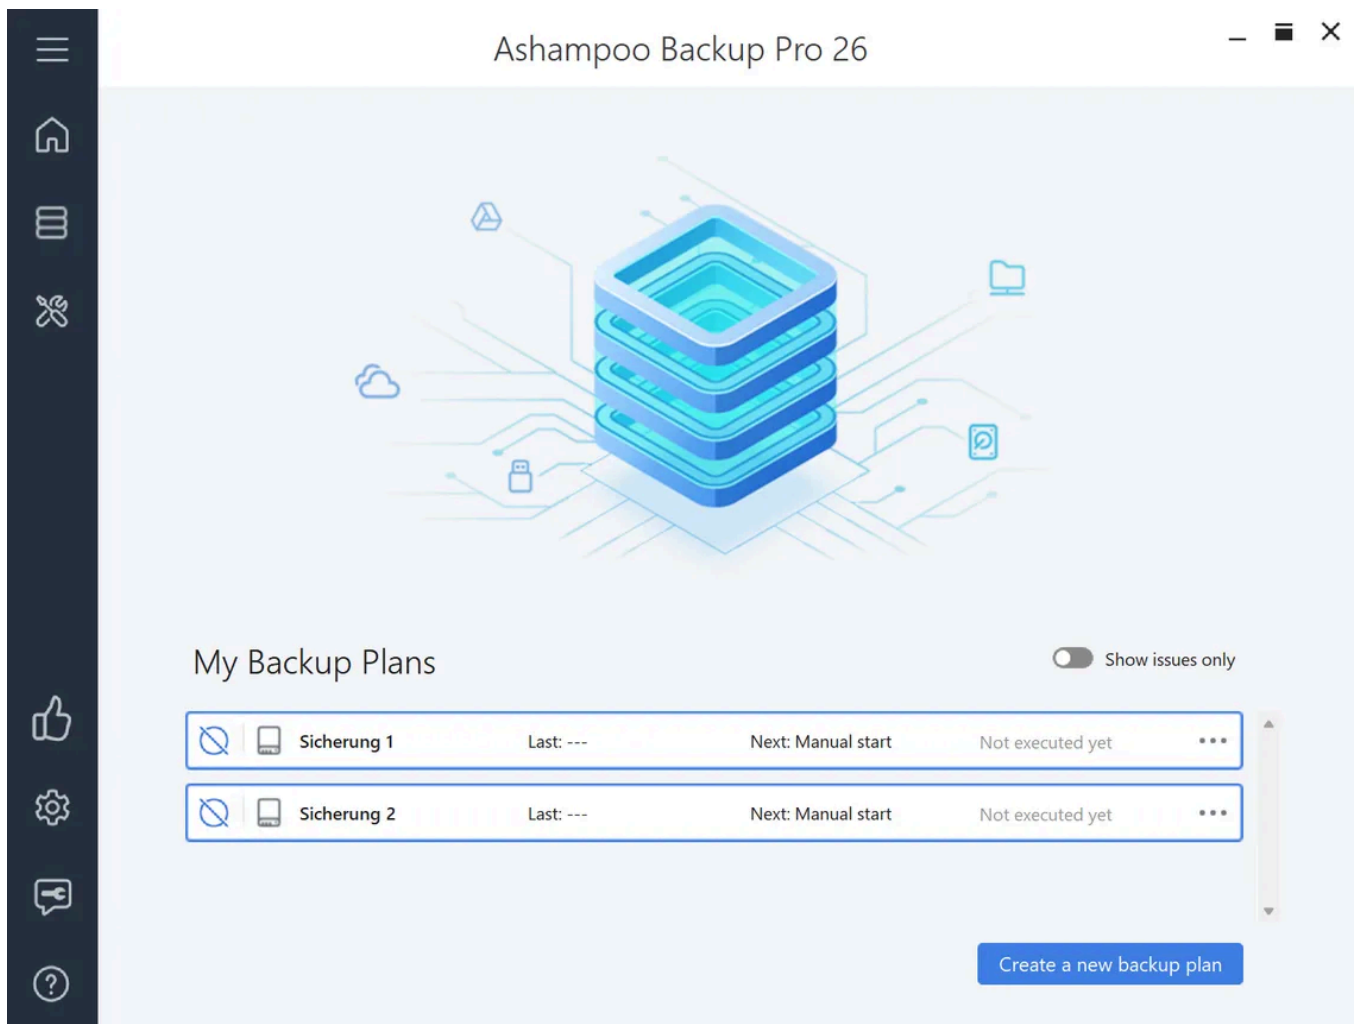 Ashampoo Backup Pro 26
My Backup Plans
Show issues only
Sicherung 1 Last: --- Next: Manual start Not executed yet
Sicherung 2 Last: --- Next: Manual start Not executed yet
Create a new backup plan